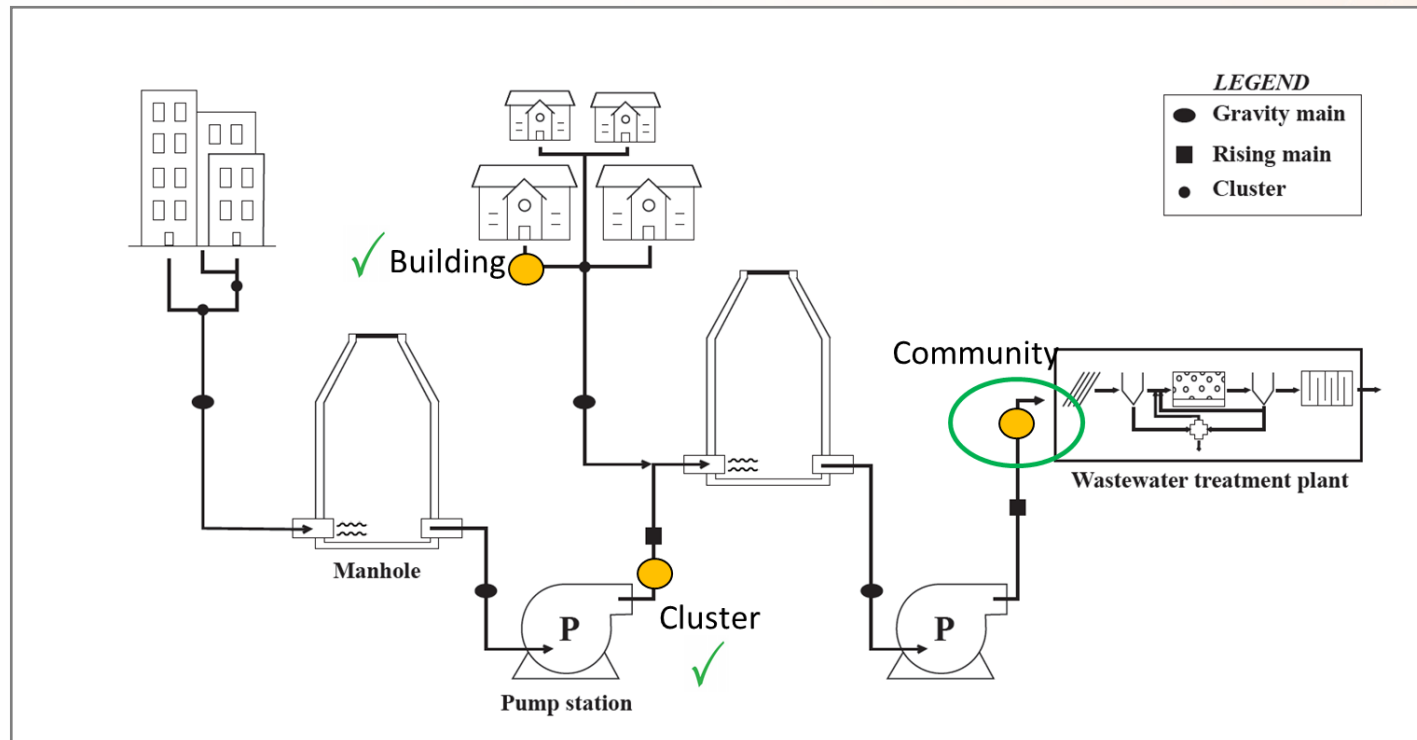 LEGEND
Gravity main
Rising main
Cluster
✓ Building
Community
Wastewater treatment plant
Manhole
P
Cluster
✓
P
Pump station